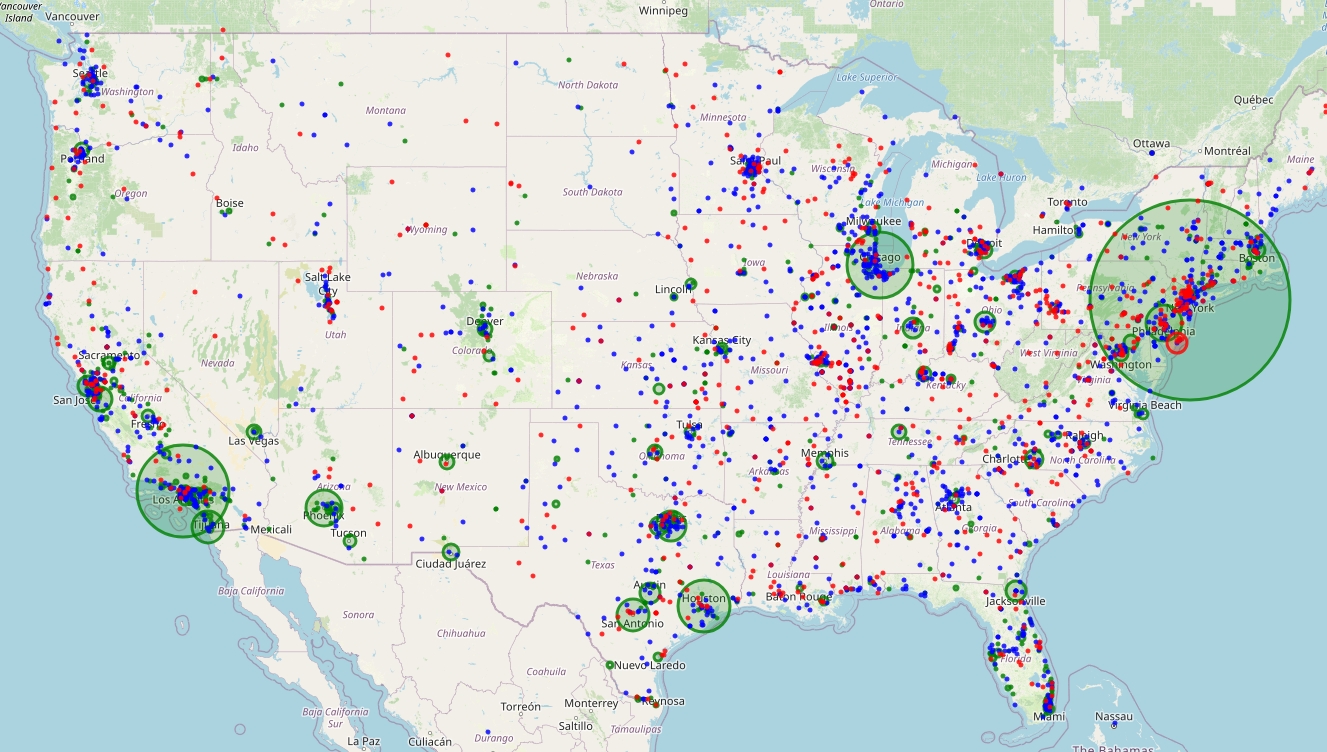 Vancouver
Island
Vancouver
Winnipeg
Ontario
Québec
Seattle
Washington
North Dakota
Lake Superior
Montana
Minnesota
Ottawa
Montréal
Maine
Portland
Idaho
Saint Paul
Wisconsin
Michigan
Lake Huron
Oregon
Boise
South Dakota
Lake Michigan
Toronto
Wyoming
Milwaukee
Hamilton
New York
Detroit
Chicago
Boston
Iowa
Salt Lake
City
Nebraska
Lincoln
Pennsylvania
New York
Ohio
Denver
Utah
Illinois
Indiana
Philadelphia
Sacramento
Nevada
Colorado
Kansas City
Kansas
Missouri
West Virginia
Washington
Virginia
Kentucky
San Jose
California
Fresno
Virginia Beach
Las Vegas
Tulsa
Tennessee
Raleigh
Albuquerque
Oklahoma
Memphis
Charlotte
North Carolina
Arkansas
Los Angeles
Arizona
New Mexico
Phoenix
Atlanta
South Carolina
Tijuana
Mexicali
Tucson
Mississippi
Alabama
Georgia
Ciudad Juárez
Texas
Louisiana
Baja California
Austin
Houston
Baton Rouge
Jacksonville
Sonora
San Antonio
Chihuahua
Nuevo Laredo
Florida
Coahuila
Reynosa
Torreón
Monterrey
Baja California
Sur
Saltillo
Tamaulipas
Miami
Nassau
La Paz
Culiacán
Durango
The Bahamas